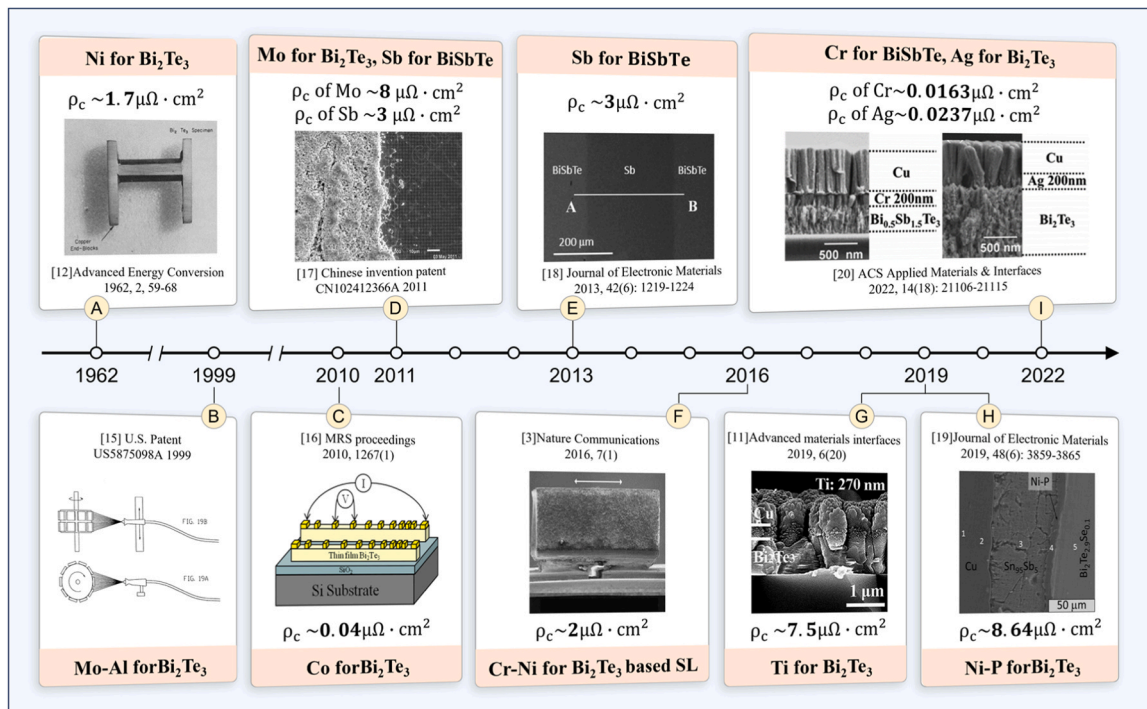 Ni for Bi₂Te₃
ρc ~1.7μΩ · cm²
Bi₂ Te₃ Specimen
Copper
End-Blocks
[12]Advanced Energy Conversion
1962, 2, 59-68
A
Mo for Bi₂Te₃, Sb for BiSbTe
ρc of Mo ~8 μΩ · cm²
ρc of Sb ~3 μΩ · cm²
[17] Chinese invention patent
CN102412366A 2011
D
Sb for BiSbTe
ρc ~3μΩ · cm²
BiSbTe
Sb
BiSbTe
A
B
200 μm
[18] Journal of Electronic Materials
2013, 42(6): 1219-1224
E
Cr for BiSbTe, Ag for Bi₂Te₃
ρc of Cr~0.0163μΩ · cm²
ρc of Ag~0.0237μΩ · cm²
Cu
Cr 200nm
Bi₀.₅Sb₁.₅Te₃
500 nm
Cu
Ag 200nm
Bi₂Te₃
500 nm
[20] ACS Applied Materials & Interfaces
2022, 14(18): 21106-21115
I
1962
1999
2010
2011
2013
2016
2019
2022
B
[15] U.S. Patent
US5875098A 1999
FIG. 19B
FIG. 19A
Mo-Al forBi₂Te₃
C
[16] MRS proceedings
2010, 1267(1)
I
V
Thin film Bi₂Te₃
SiO₂
Si Substrate
ρc ~0.04μΩ · cm²
Co forBi₂Te₃
F
[3]Nature Communications
2016, 7(1)
ρc~2μΩ · cm²
Cr-Ni for Bi₂Te₃ based SL
G
[11]Advanced materials interfaces
2019, 6(20)
Ti: 270 nm
Cu
Bi2Te3
1 μm
ρc ~7.5μΩ · cm²
Ti for Bi₂Te₃
H
[19]Journal of Electronic Materials
2019, 48(6): 3859-3865
Ni-P
1
2
3
4
5
Cu
Sn₉₅Sb₅
Bi₂Te₂.₉Se₀.₁
50 μm
ρc ~8.64μΩ · cm²
Ni-P forBi₂Te₃